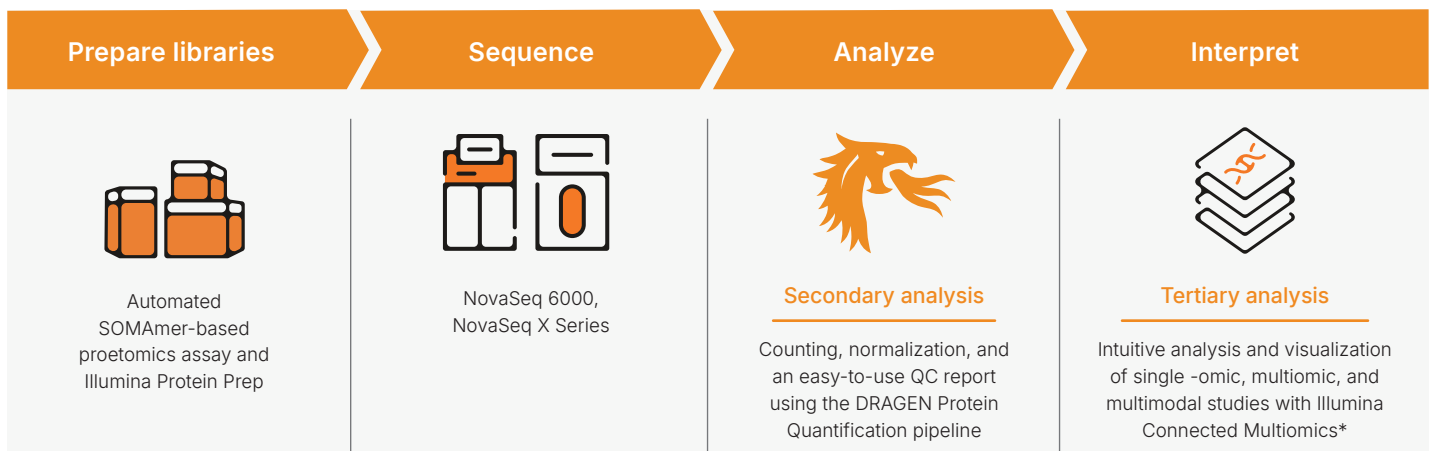 Prepare libraries
Sequence
Analyze
Interpret
Automated
SOMAmer-based
proetomics assay and
Illumina Protein Prep
NovaSeq 6000,
NovaSeq X Series
Secondary analysis
Counting, normalization, and
an easy-to-use QC report
using the DRAGEN Protein
Quantification pipeline
Tertiary analysis
Intuitive analysis and visualization
of single -omic, multiomic, and
multimodal studies with Illumina
Connected Multiomics*